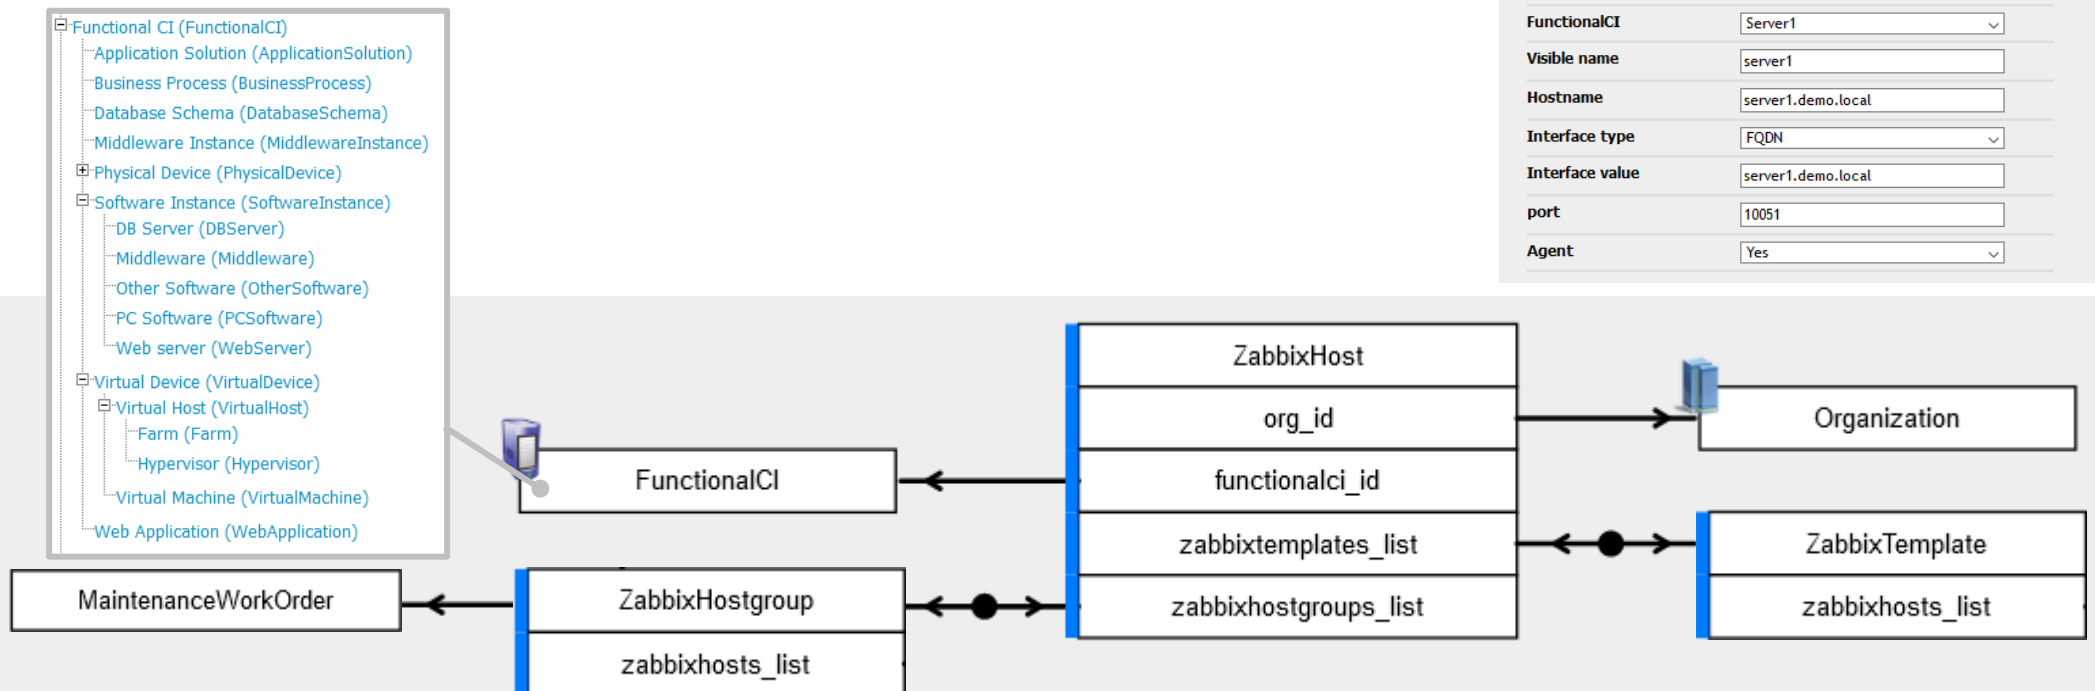 Functional CI (FunctionalCI)
Application Solution (ApplicationSolution)
Business Process (BusinessProcess)
Database Schema (DatabaseSchema)
Middleware Instance (MiddlewareInstance)
Physical Device (PhysicalDevice)
Software Instance (SoftwareInstance)
DB Server (DBServer)
Middleware (Middleware)
Other Software (OtherSoftware)
PC Software (PCSoftware)
Web server (WebServer)
Virtual Device (VirtualDevice)
Virtual Host (VirtualHost)
Farm (Farm)
Hypervisor (Hypervisor)
Virtual Machine (VirtualMachine)
Web Application (WebApplication)
FunctionalCI Server1
Visible name server1
Hostname server1.demo.local
Interface type FQDN
Interface value server1.demo.local
port 10051
Agent Yes
MaintenanceWorkOrder
FunctionalCI
ZabbixHostgroup
zabbixhosts_list
ZabbixHost
org_id
functionalci_id
zabbixtemplates_list
zabbixhostgroups_list
Organization
ZabbixTemplate
zabbixhosts_list